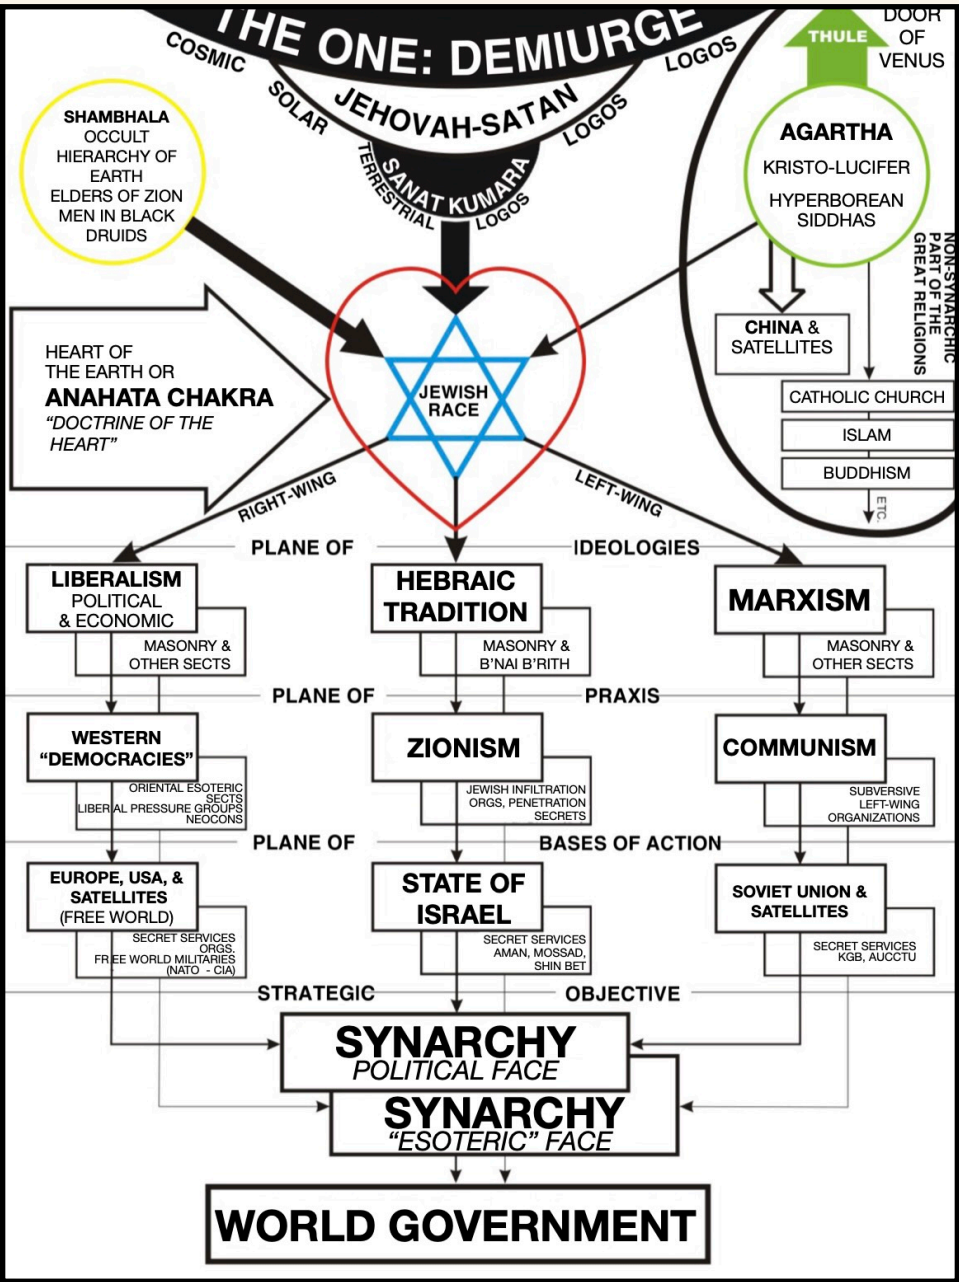 THE ONE: DEMIURGE
COSMIC
LOGOS
JEHOVAH-SATAN
SOLAR
LOGOS
SANAT KUMARA
TERRESTRIAL
LOGOS
DOOR
OF
VENUS
THULE
SHAMBHALA
OCCULT
HIERARCHY OF
EARTH
ELDERS OF ZION
MEN IN BLACK
DRUIDS
AGARTHA
KRISTO-LUCIFER
HYPERBOREAN
SIDDHAS
NON-SYNARCHIC
PART OF THE
GREAT RELIGIONS
CHINA &
SATELLITES
CATHOLIC CHURCH
ISLAM
BUDDHISM
ETC.
HEART OF
THE EARTH OR
ANAHATA CHAKRA
“DOCTRINE OF THE
HEART”
JEWISH
RACE
RIGHT-WING
LEFT-WING
PLANE OF IDEOLOGIES
LIBERALISM
POLITICAL
& ECONOMIC
MASONRY &
OTHER SECTS
HEBRAIC
TRADITION
MASONRY &
B’NAI B’RITH
MARXISM
MASONRY &
OTHER SECTS
PLANE OF PRAXIS
WESTERN
“DEMOCRACIES”
ORIENTAL ESOTERIC
SECTS
LIBERIAL PRESSURE GROUPS
NEOCONS
ZIONISM
JEWISH INFILTRATION
ORGS, PENETRATION
SECRETS
COMMUNISM
SUBVERSIVE
LEFT-WING
ORGANIZATIONS
PLANE OF BASES OF ACTION
EUROPE, USA, &
SATELLITES
(FREE WORLD)
SECRET SERVICES
ORGS.
FREE WORLD MILITARIES
(NATO - CIA)
STATE OF
ISRAEL
SECRET SERVICES
AMAN, MOSSAD,
SHIN BET
SOVIET UNION &
SATELLITES
SECRET SERVICES
KGB, AUCCTU
STRATEGIC OBJECTIVE
SYNARCHY
POLITICAL FACE
SYNARCHY
“ESOTERIC” FACE
WORLD GOVERNMENT